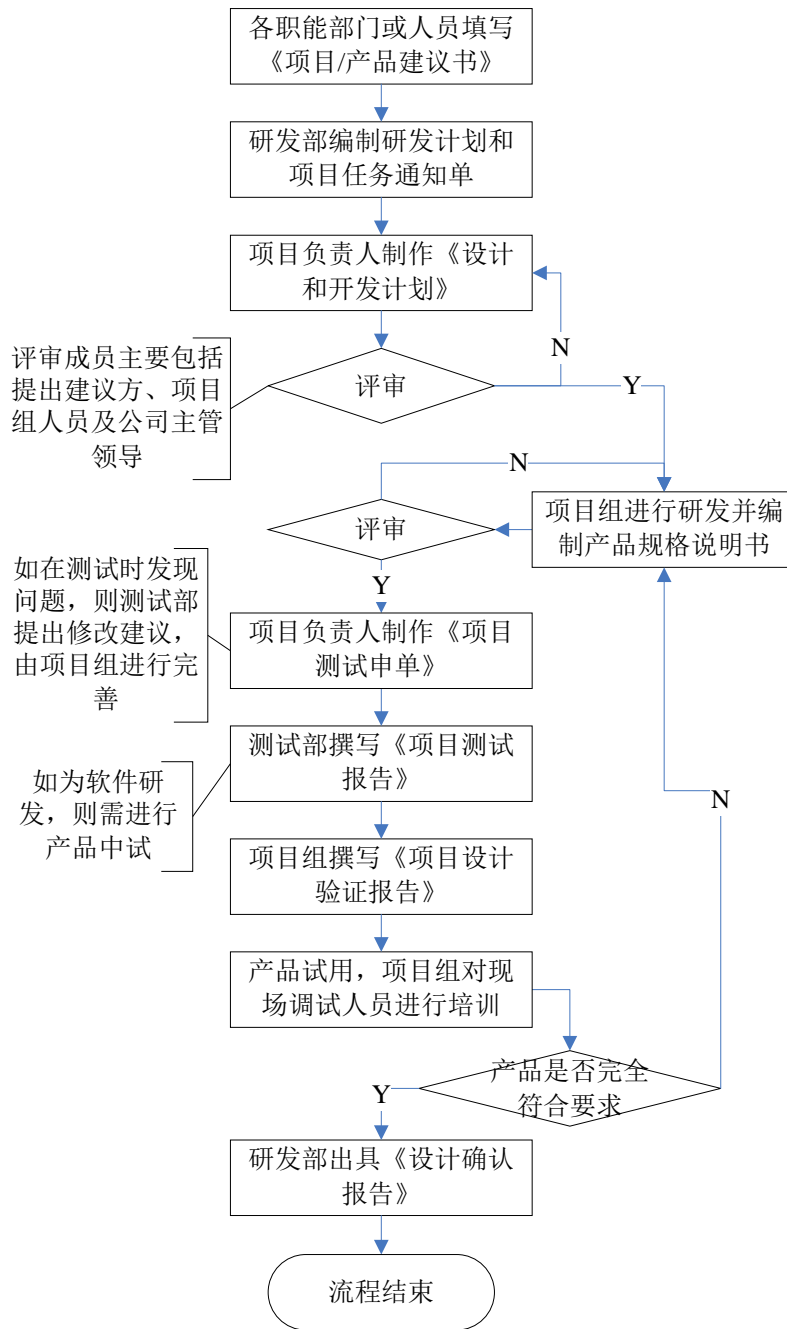 各职能部门或人员填写
《项目/产品建议书》
研发部编制研发计划和
项目任务通知单
项目负责人制作《设计
和开发计划》
N
评审成员主要包括
提出建议方、项目
组人员及公司主管
领导
评审
Y
N
评审
项目组进行研发并编
制产品规格说明书
Y
如在测试时发现
问题，则测试部
提出修改建议，
由项目组进行完
善
项目负责人制作《项目
测试申单》
测试部撰写《项目测试
报告》
如为软件研
发，则需进行
产品中试
N
项目组撰写《项目设计
验证报告》
产品试用，项目组对现
场调试人员进行培训
产品是否完全
符合要求
Y
研发部出具《设计确认
报告》
流程结束